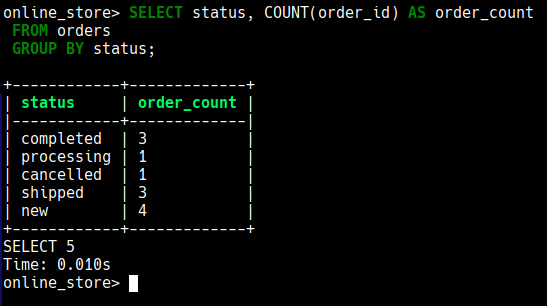 online_store> SELECT status, COUNT(order_id) AS order_count
 FROM orders
 GROUP BY status;
+------------+-------------+
| status     | order_count |
|------------+-------------|
| completed  | 3           |
| processing | 1           |
| cancelled  | 1           |
| shipped    | 3           |
| new        | 4           |
+------------+-------------+
SELECT 5
Time: 0.010s
online_store>